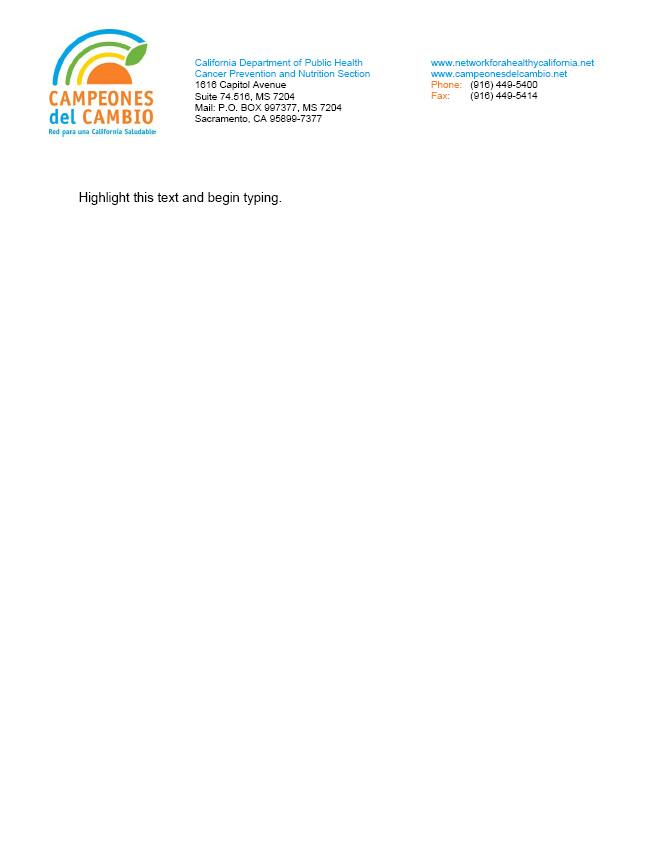 CAMPEONES
del CAMBIO
Red para una California Saludable
California Department of Public Health
Cancer Prevention and Nutrition Section
1616 Capitol Avenue
Suite 74.516, MS 7204
Mail: P.O. BOX 997377, MS 7204
Sacramento, CA 95899-7377
www.networkforahealthycalifornia.net
www.campeonesdelcambio.net
Phone: (916) 449-5400
Fax: (916) 449-5414
Highlight this text and begin typing.